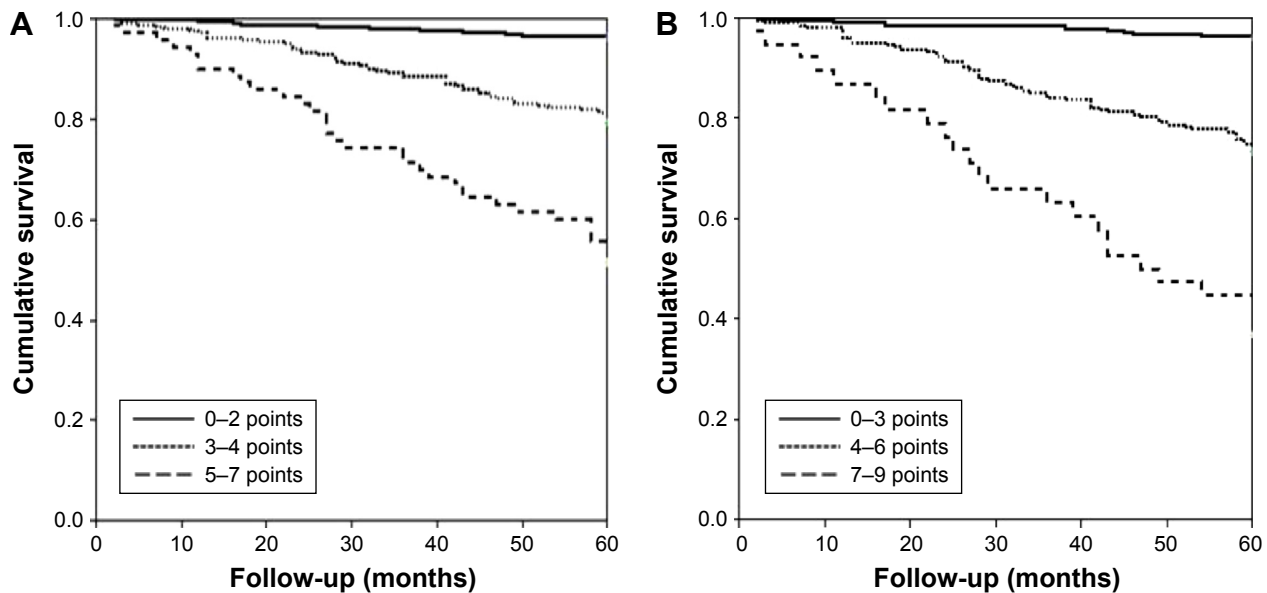 A
Cumulative survival
1.0
0.8
0.6
0.4
0.2
0.0
0–2 points
3–4 points
5–7 points
0 10 20 30 40 50 60
Follow-up (months)
B
Cumulative survival
1.0
0.8
0.6
0.4
0.2
0.0
0–3 points
4–6 points
7–9 points
0 10 20 30 40 50 60
Follow-up (months)